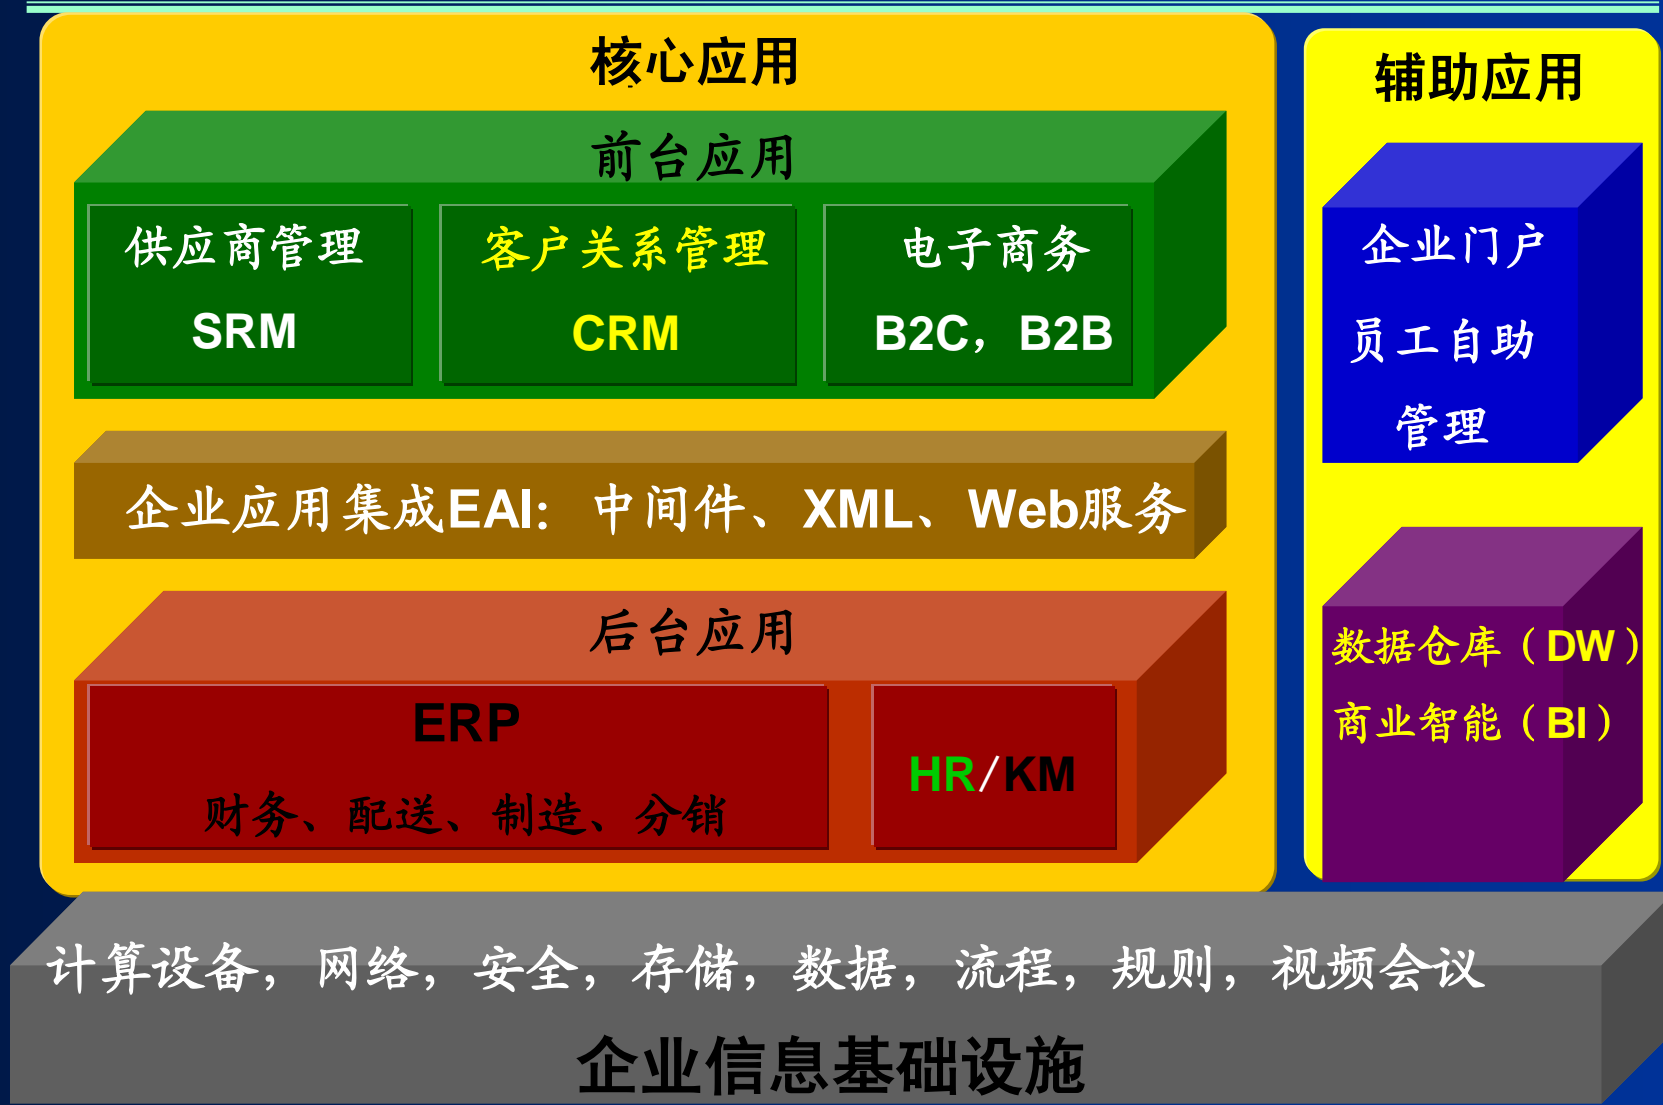 核心应用
前台应用
供应商管理
SRM
客户关系管理
CRM
电子商务
B2C，B2B
企业应用集成EAI：中间件、XML、Web服务
后台应用
ERP
财务、配送、制造、分销
HR/KM
辅助应用
企业门户
员工自助
管理
数据仓库（DW）
商业智能（BI）
计算设备，网络，安全，存储，数据，流程，规则，视频会议
企业信息基础设施